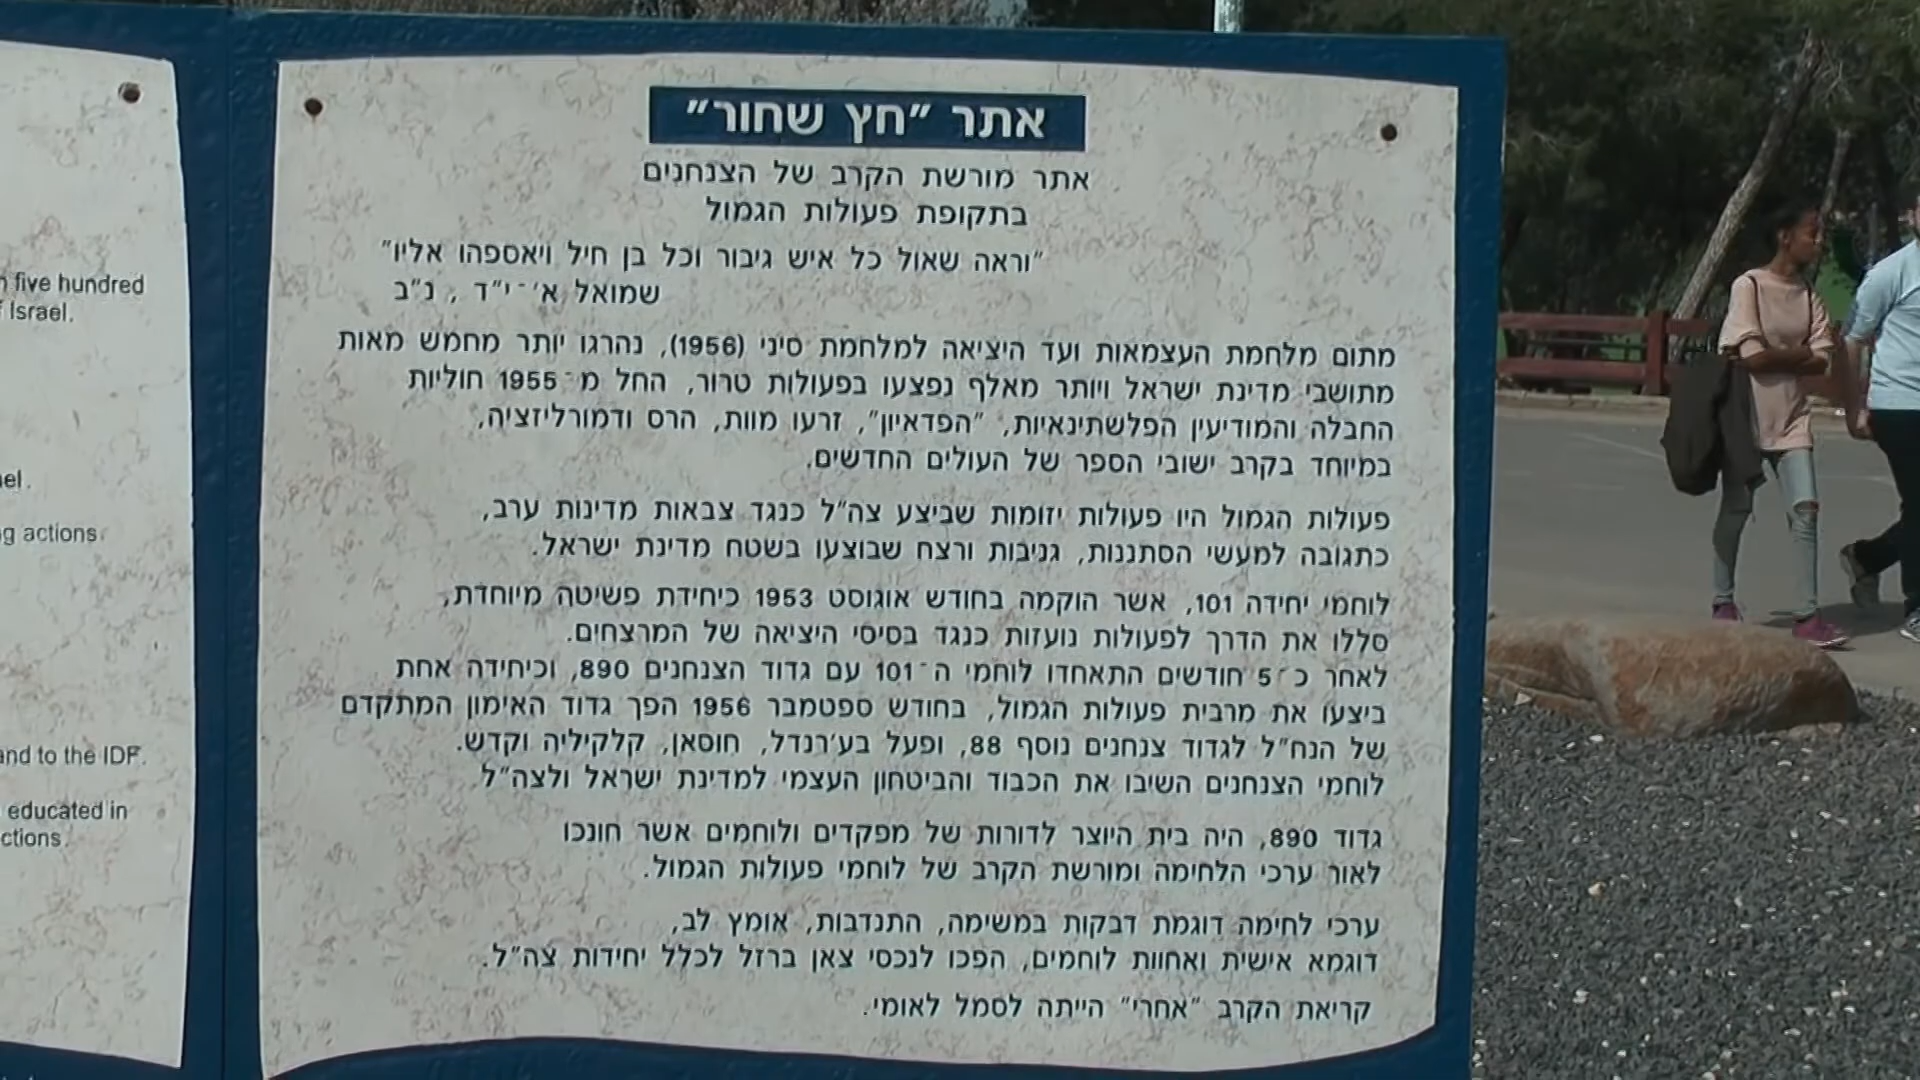 אתר "חץ שחור"
אתר מורשת הקרב של הצנחנים
בתקופת פעולות הגמול
"וראה שאול כל איש גיבור וכל בן חיל ויאספהו אליו"
שמואל א' - י"ד , נ"ב
מתום מלחמת העצמאות ועד היציאה למלחמת סיני (1956), נהרגו יותר מחמש מאות
מתושבי מדינת ישראל ויותר מאלף נפצעו בפעולות טרור, החל מ-1955 חוליות
החבלה והמודיעין הפלשתינאיות, "הפדאיון", זרעו מוות, הרס ודמורליזציה,
במיוחד בקרב ישובי הספר של העולים החדשים.
פעולות הגמול היו פעולות יזומות שביצע צה"ל כנגד צבאות מדינות ערב,
כתגובה למעשי הסתננות, גניבות ורצח שבוצעו בשטח מדינת ישראל.
לוחמי יחידה 101, אשר הוקמה בחודש אוגוסט 1953 כיחידת פשיטה מיוחדת,
סללו את הדרך לפעולות נועזות כנגד בסיסי היציאה של המרצחים.
לאחר כ-5 חודשים התאחדו לוחמי ה-101 עם גדוד הצנחנים 890, וכיחידה אחת
ביצעו את מרבית פעולות הגמול, בחודש ספטמבר 1956 הפך גדוד האימון המתקדם
של הנח"ל לגדוד צנחנים נוסף 88, ופעל בע'רנדל, חוסאן, קלקיליה וקדש.
לוחמי הצנחנים השיבו את הכבוד והביטחון העצמי למדינת ישראל ולצה"ל
גדוד 890, היה בית היוצר לדורות של מפקדים ולוחמים אשר חונכו
לאור ערכי הלחימה ומורשת הקרב של לוחמי פעולות הגמול.
ערכי לחימה דוגמת דבקות במשימה, התנדבות, אומץ לב,
דוגמא אישית ואחוות לוחמים, הפכו לנכסי צאן ברזל לכלל יחידות צה"ל.
קריאת הקרב "אחרי" הייתה לסמל לאומי.
five hundred
Israel.
actions.
and to the IDF.
educated in